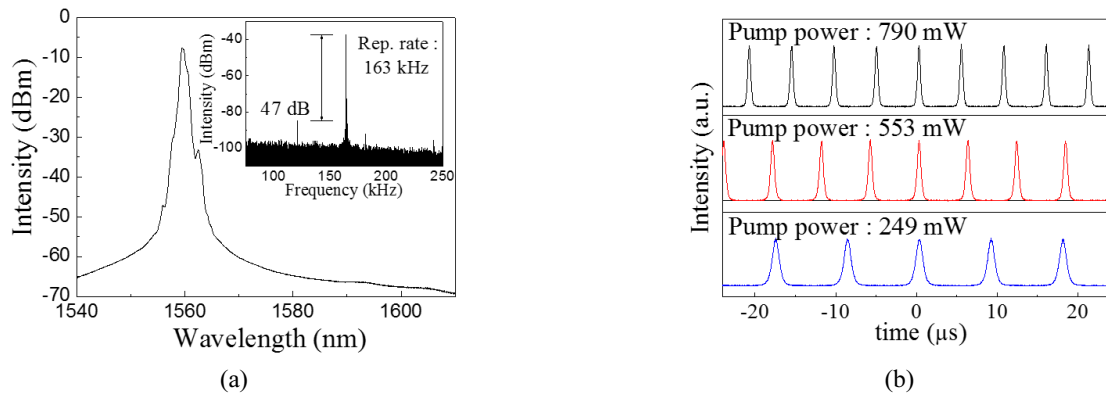 0
-10
-20
-30
-40
-50
-60
-70
Intensity (dBm)
1540
1560
1580
1600
Wavelength (nm)
-40
-60
-80
-100
Intensity (dBm)
50
100
150
200
250
Frequency (kHz)
Rep. rate :
163 kHz
47 dB
(a)
Intensity (a.u.)
Pump power : 790 mW
Pump power : 553 mW
Pump power : 249 mW
-20
-10
0
10
20
time (µs)
(b)